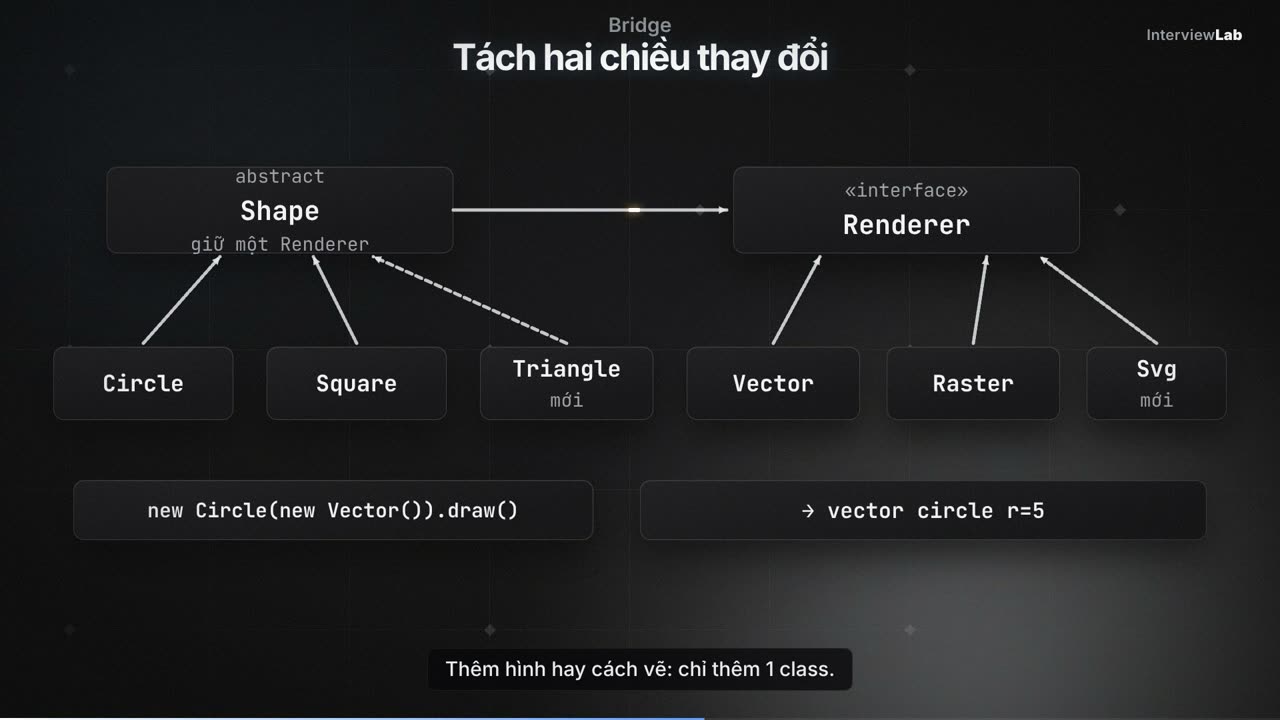 Bridge
Tách hai chiều thay đổi
InterviewLab
abstract
Shape
giữ một Renderer
«interface»
Renderer
Circle
Square
Triangle
mới
Vector
Raster
Svg
mới
new Circle(new Vector()).draw()
→ vector circle r=5
Thêm hình hay cách vẽ: chỉ thêm 1 class.